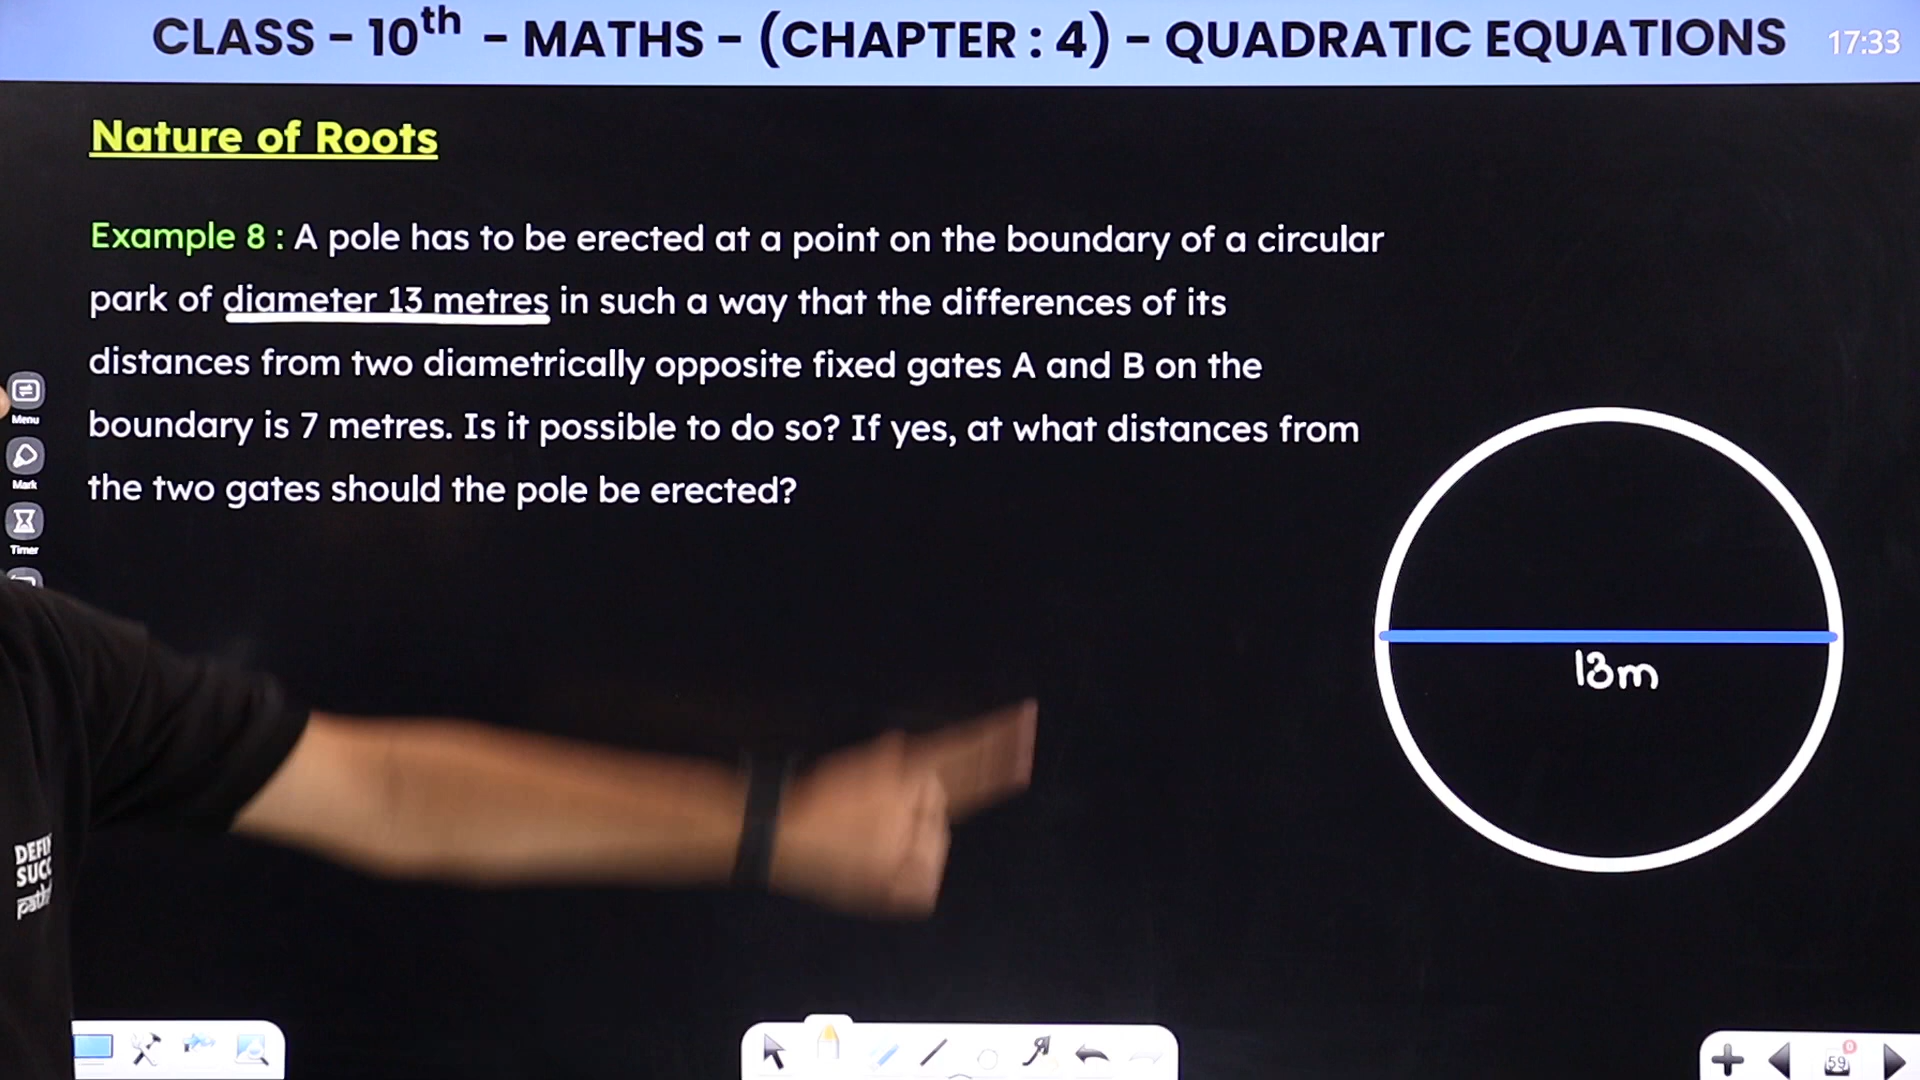 CLASS - 10th - MATHS - (CHAPTER : 4) - QUADRATIC EQUATIONS
17:33
Nature of Roots
Example 8 : A pole has to be erected at a point on the boundary of a circular
park of diameter 13 metres in such a way that the differences of its
distances from two diametrically opposite fixed gates A and B on the
boundary is 7 metres. Is it possible to do so? If yes, at what distances from
the two gates should the pole be erected?
Menu
Mark
Timer
13m
59
0